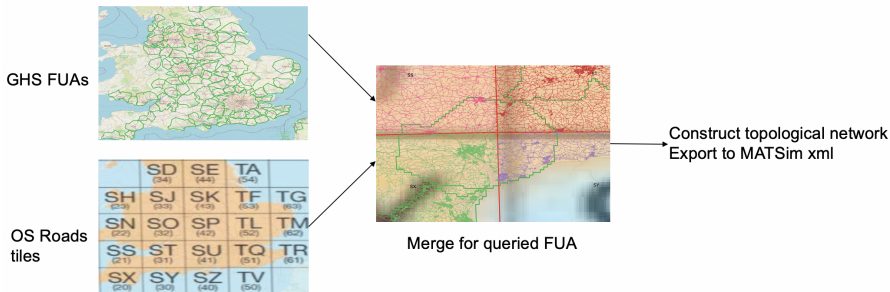 GHS FUAs
OS Roads
tiles
SD SE TA
(34) (44) (54)
SH SJ SK TF TG
(23) (33) (43) (53) (63)
SN SO SP TL TM
(22) (32) (42) (52) (62)
SS ST SU TQ TR
(21) (31) (41) (51) (61)
SX SY SZ TV
(20) (30) (40) (50)
SS
SX
SY
Merge for queried FUA
Construct topological network
Export to MATSim xml